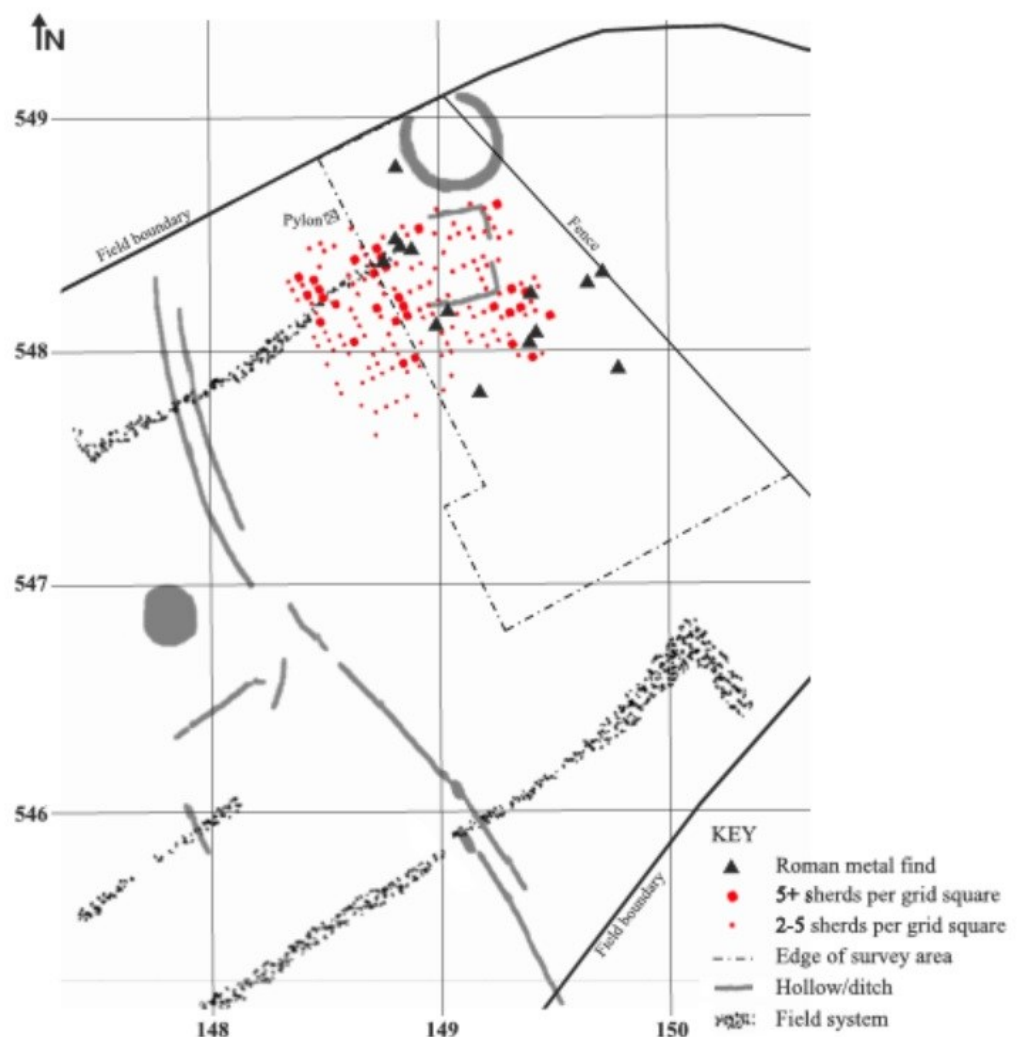 N
549
Pylon
Field boundary
Fence
548
547
546
Field boundary
148
149
150
KEY
Roman metal find
5+ sherds per grid square
2-5 sherds per grid square
Edge of survey area
Hollow/ditch
Field system